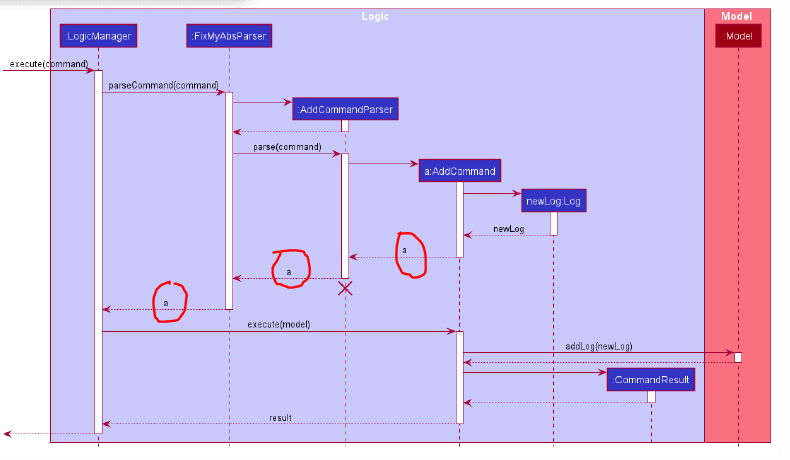 Logic
Model
:LogicManager
:FixMyAbsParser
:Model
execute(command)
parseCommand(command)
:AddCommandParser
parse(command)
a:AddCommand
newLog:Log
newLog
a
a
a
execute(model)
addLog(newLog)
:CommandResult
result